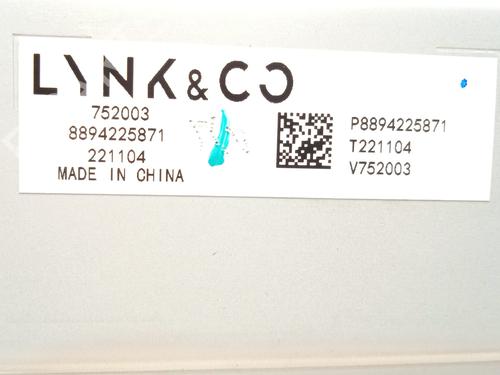 LYNK & CO
752003
8894225871
221104
MADE IN CHINA
P8894225871
T221104
V752003